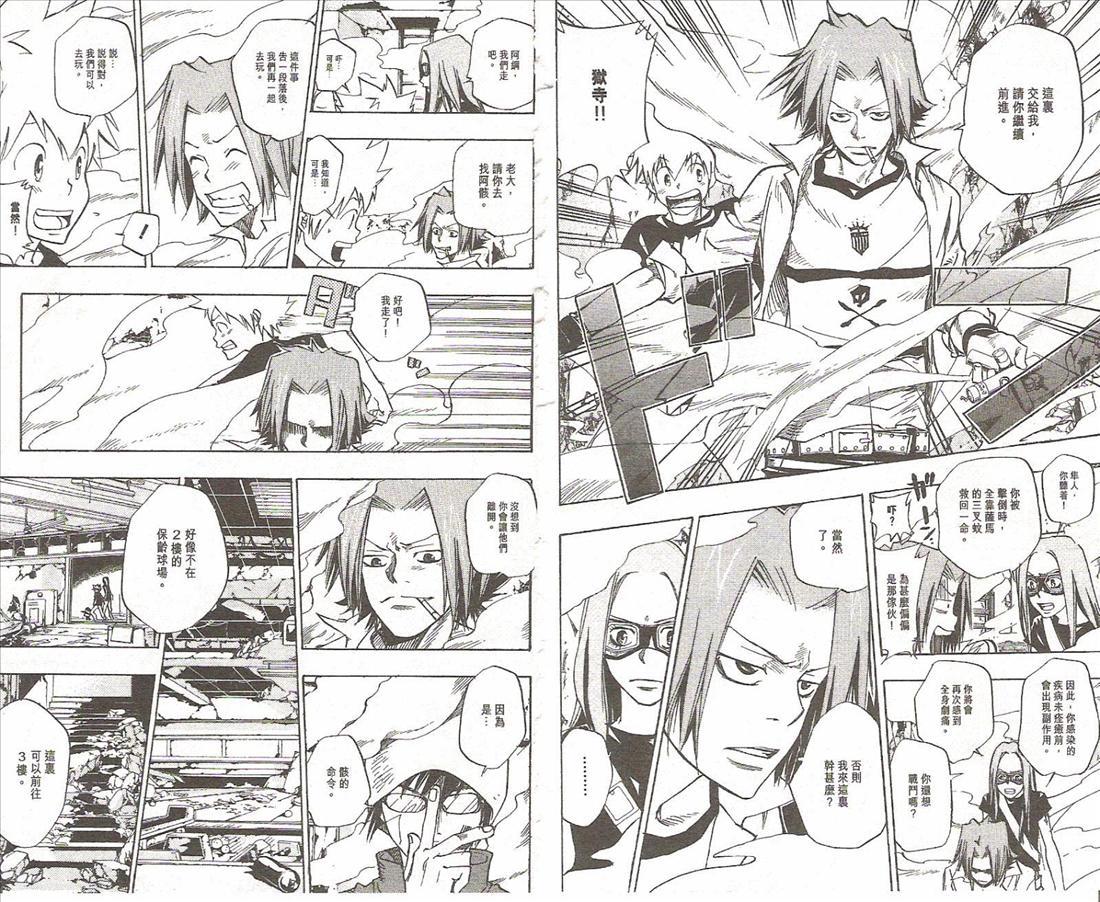 這裏
交給我，
請你繼續
前進。
獄寺!!
隼人，
你聽着！
你被
擊倒時，
全靠薩馬
的三叉蚊
救回一命。
吓？
為甚麼偏偏
是那傢伙！
因此，你感染的
疾病未痊癒前，
會出現副作用。
你將會
再次感到
全身劇痛。
你還想
戰鬥嗎？
當然
了。
否則
我來這裏
幹甚麼？
………
阿綱，
我們走
吧。
吓…
可是…
這件事
告一段落後，
我們再一起
去玩。
説…
説得對，
我們可以
去玩。
老大，
請你去
找阿骸。
我知道，
可是…
！
當然！
好吧！
我走了！
沒想到
你會讓他們
離開。
因為
是…
骸的
命令。
好像不在
2樓的
保齡球場。
這裏
可以前往
3樓。